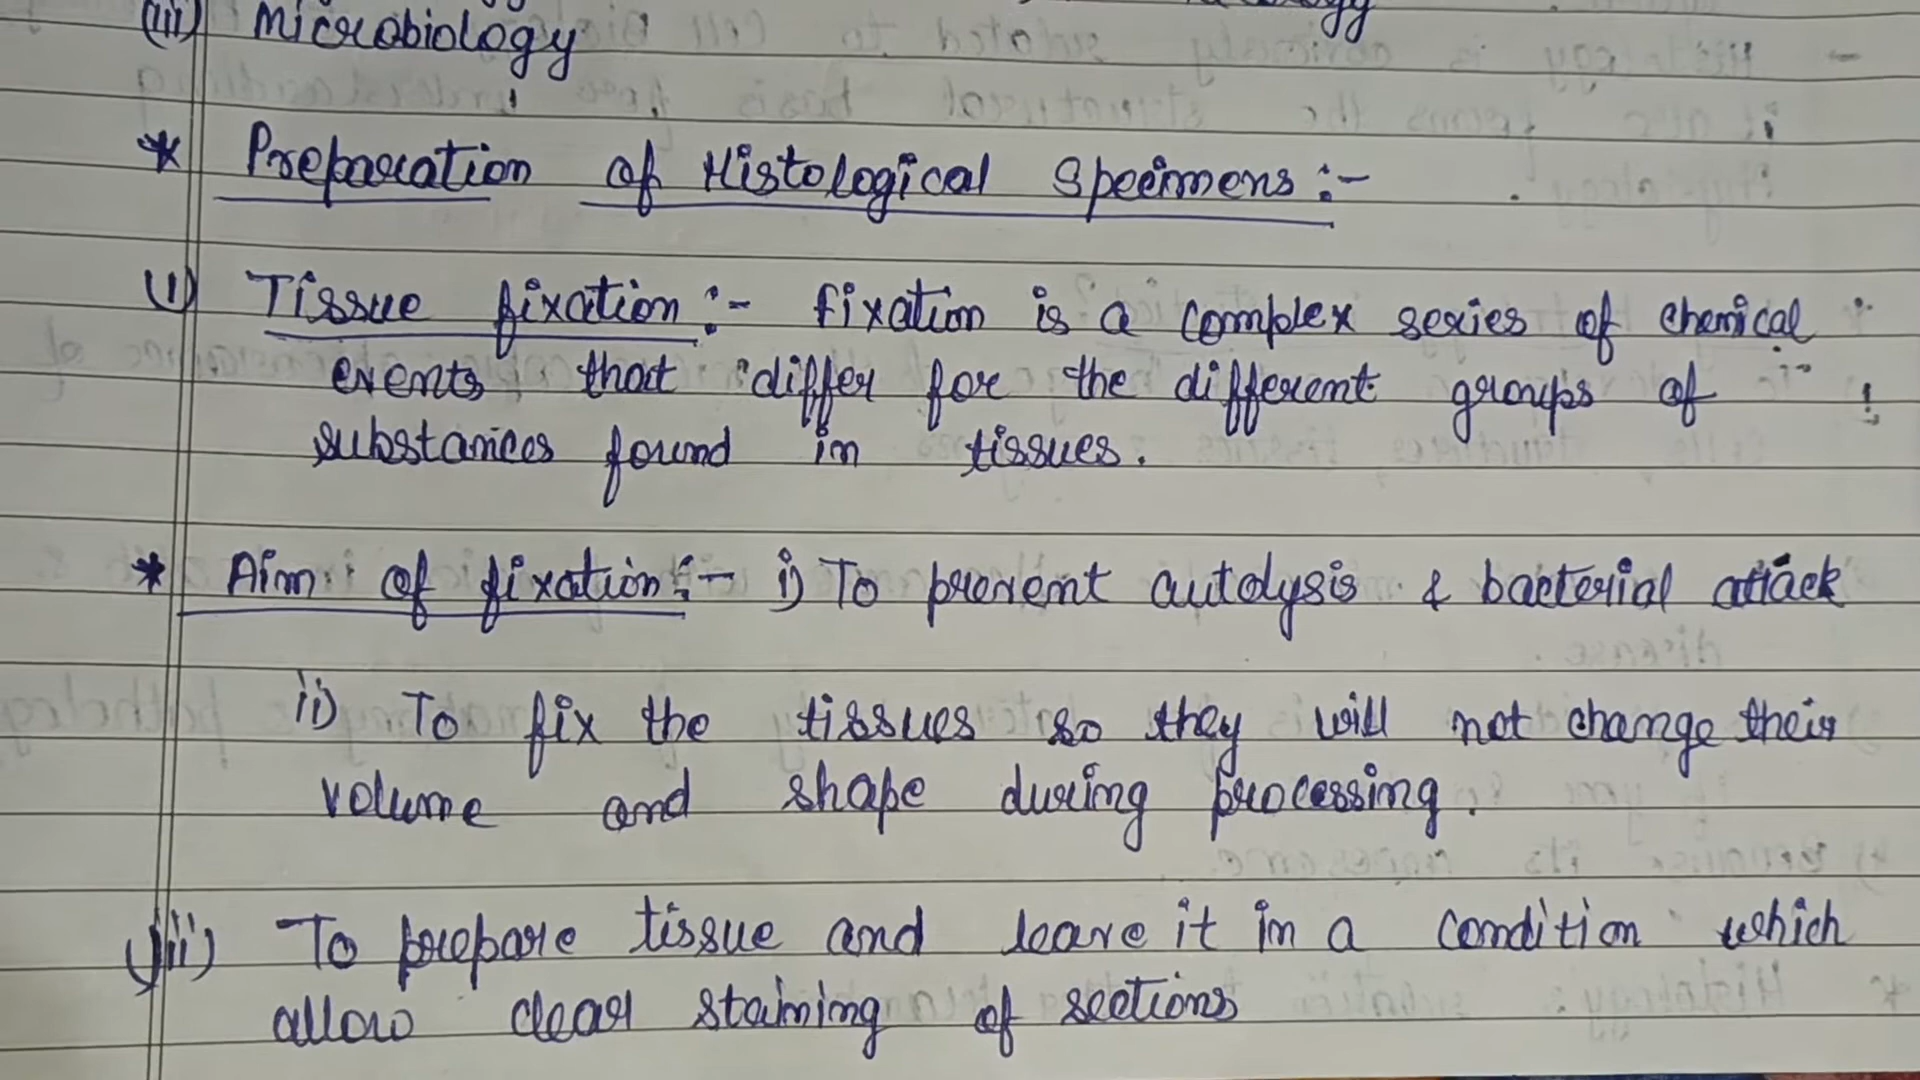 (iii) Microbiology
* Preparation of Histological Specimens :-
(1) Tissue fixation :- fixation is a complex series of chemical
events that differ for the different groups of
substances found in tissues.
* Aim of fixation :- i) To prevent autolysis & bacterial attack
ii) To fix the tissues so they will not change their
volume and shape during processing.
iii) To prepare tissue and leave it in a condition which
allow clear staining of sections